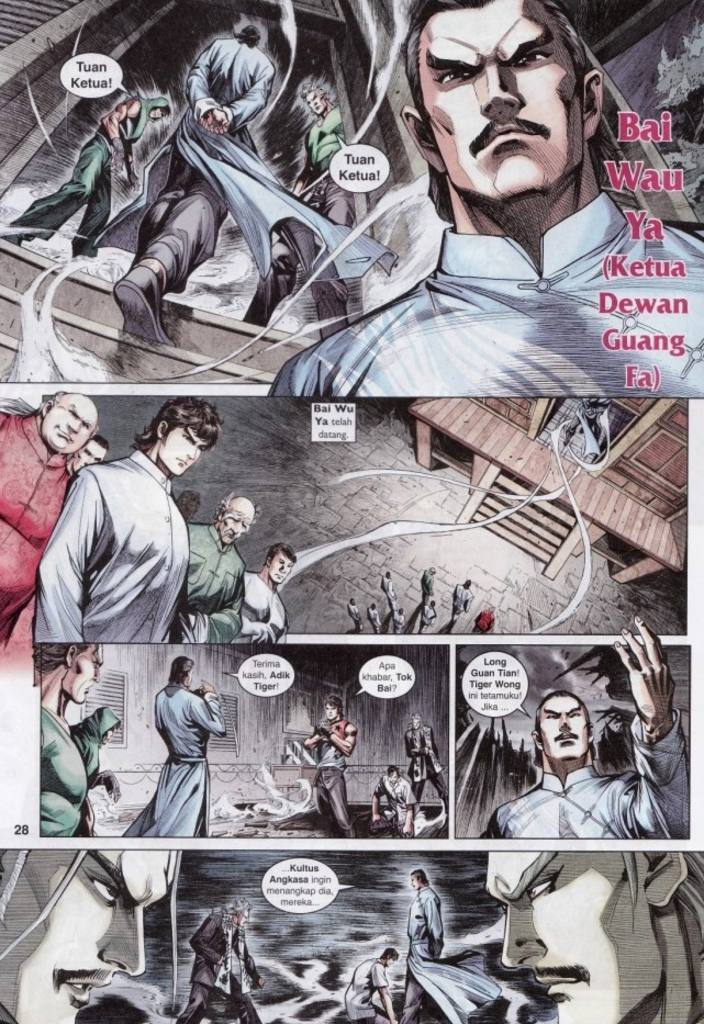 Tuan
Ketua!
Tuan
Ketua!
Bai
Wau
Ya
(Ketua
Dewan
Guang
Fa)
Bai Wu
Ya telah
datang.
Terima
kasih, Adik
Tiger!
Apa
khabar, Tok
Bai?
Long
Guan Tian!
Tiger Wong
ini tetamuku!
Jika ...
28
...Kultus
Angkasa ingin
menangkap dia,
mereka...